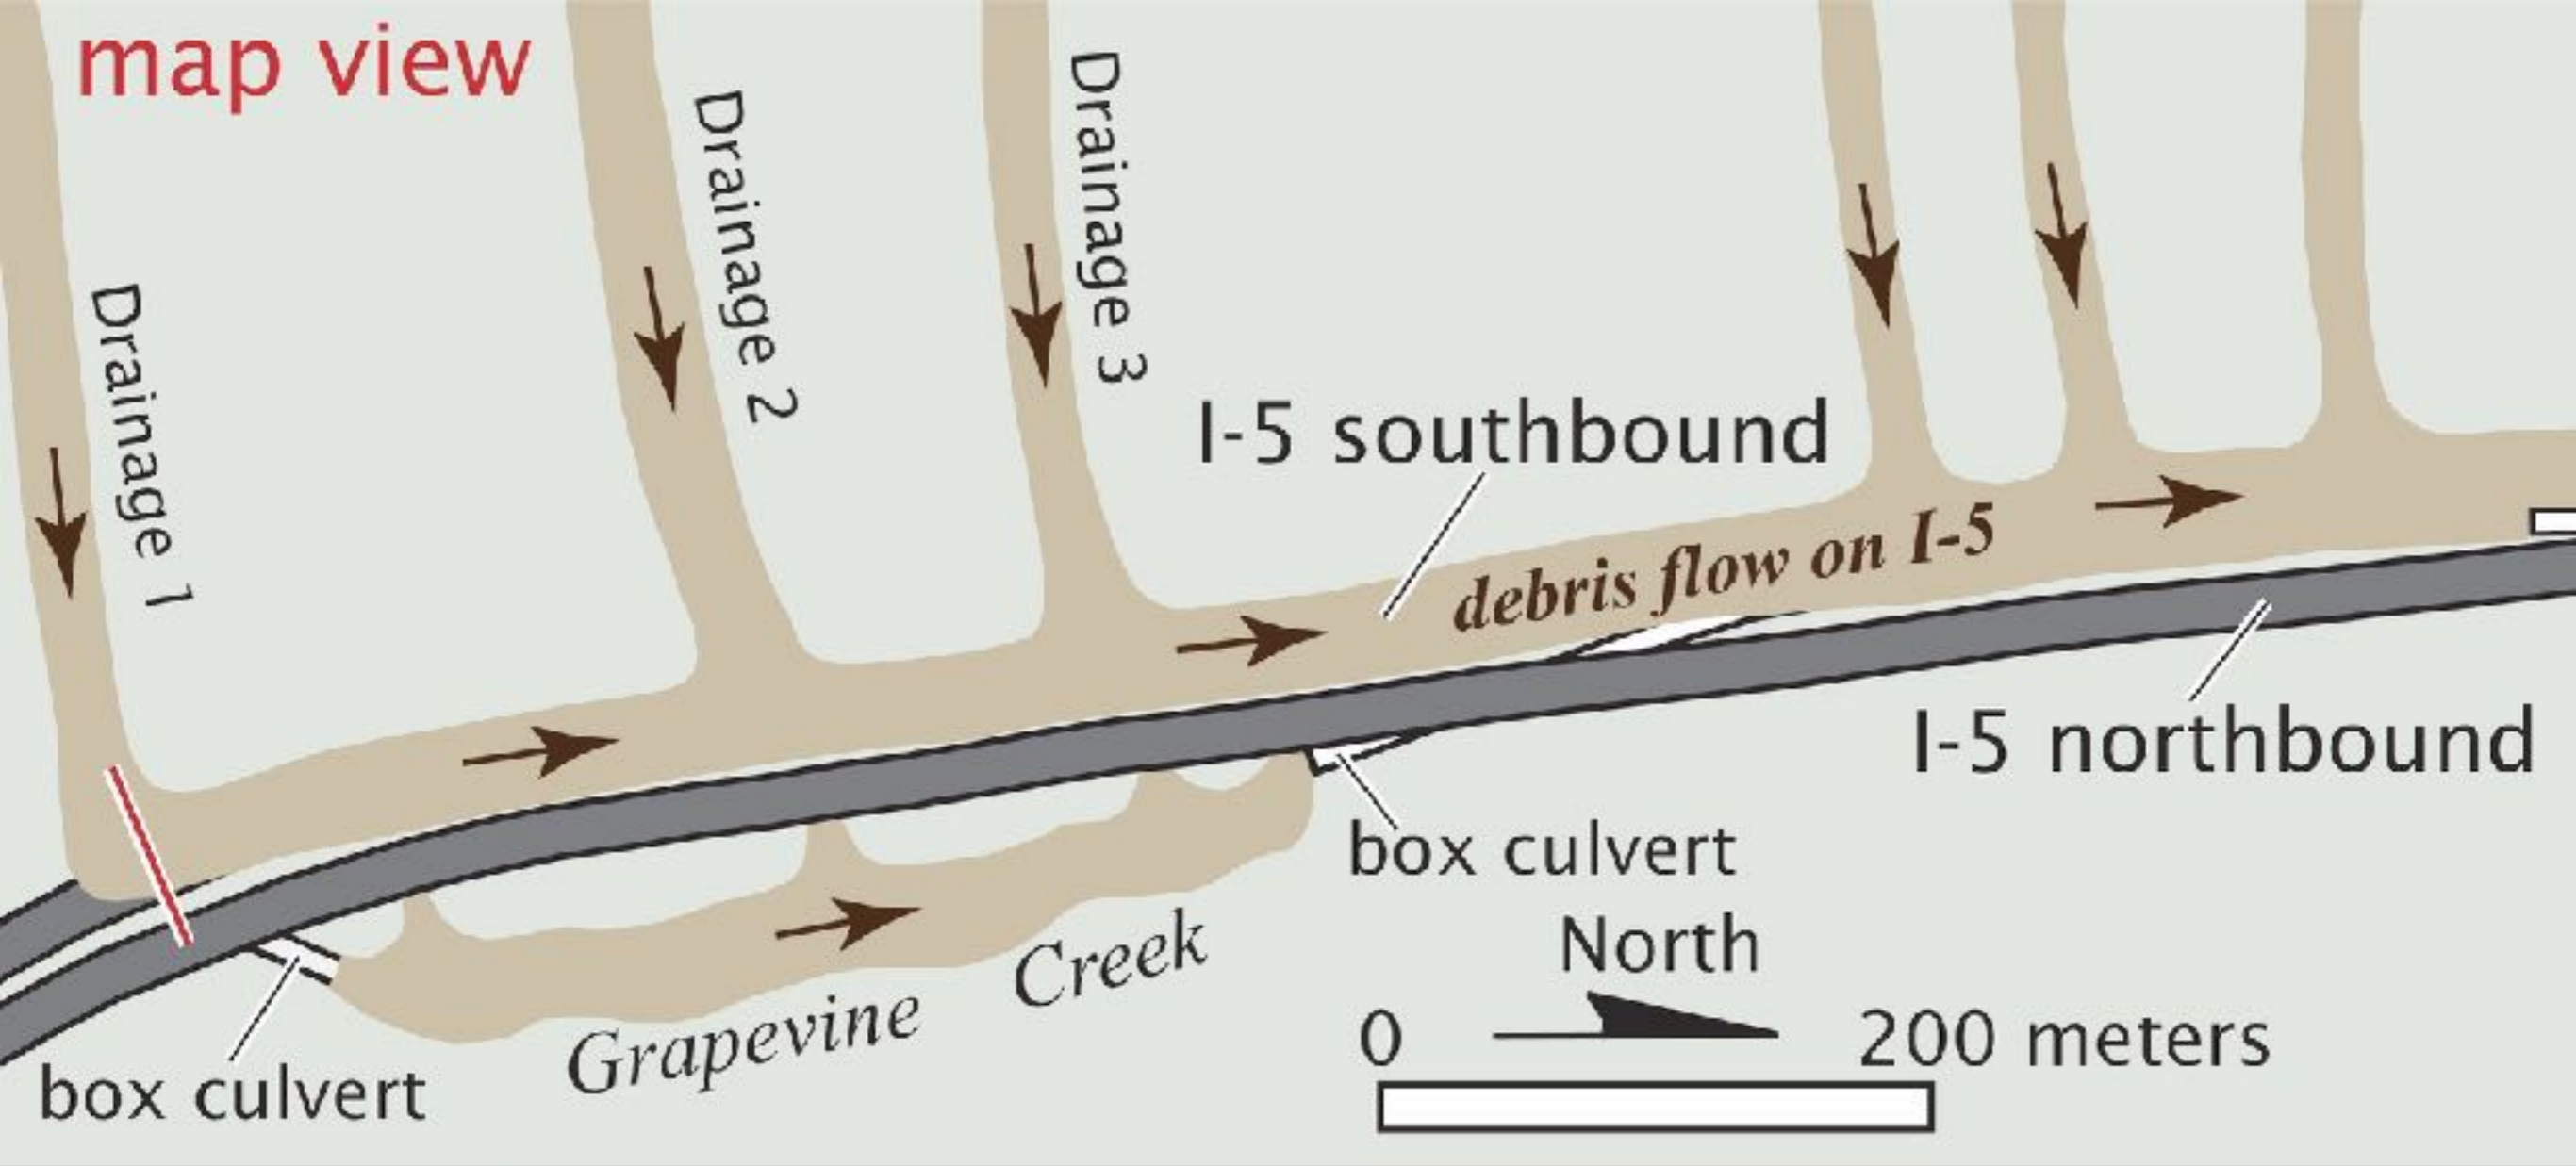 map view
Drainage 1
Drainage 2
Drainage 3
I-5 southbound
debris flow on I-5
I-5 northbound
box culvert
Grapevine Creek
box culvert
North
0 200 meters